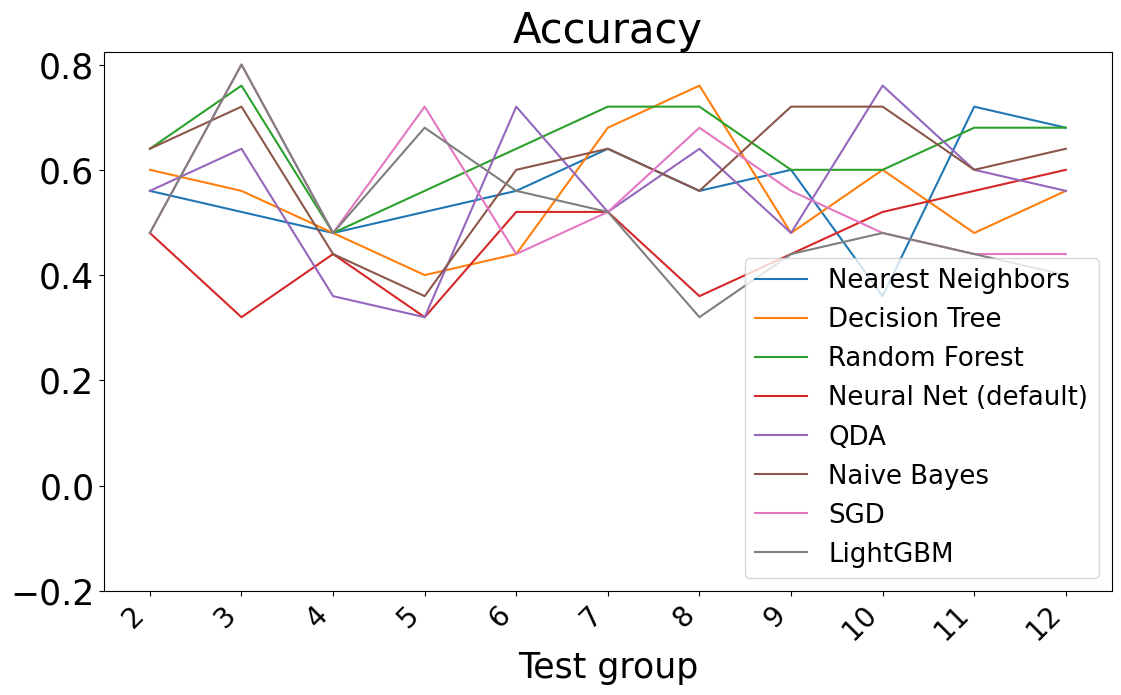 Accuracy
0.8
0.6
0.4
0.2
0.0
−0.2
Nearest Neighbors
Decision Tree
Random Forest
Neural Net (default)
QDA
Naive Bayes
SGD
LightGBM
2 3 4 5 6 7 8 9 10 11 12
Test group